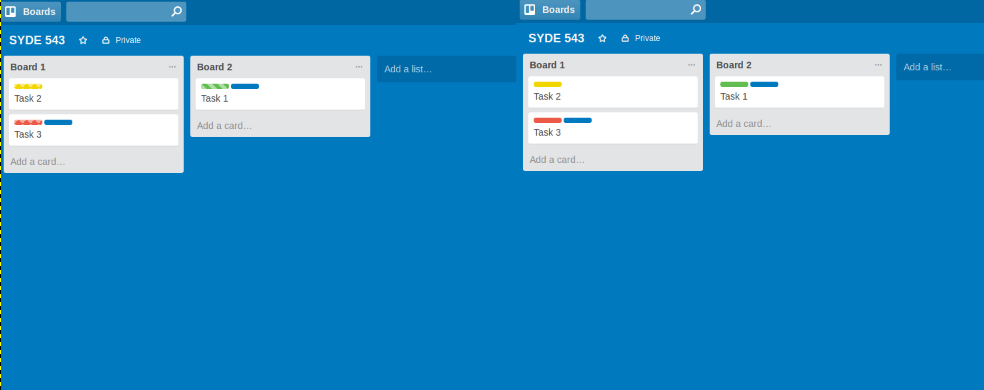 Boards
SYDE 543
Private
Board 1
Task 2
Task 3
Add a card…
Board 2
Task 1
Add a card…
Add a list…
Boards
SYDE 543
Private
Board 1
Task 2
Task 3
Add a card…
Board 2
Task 1
Add a card…
Add a list…